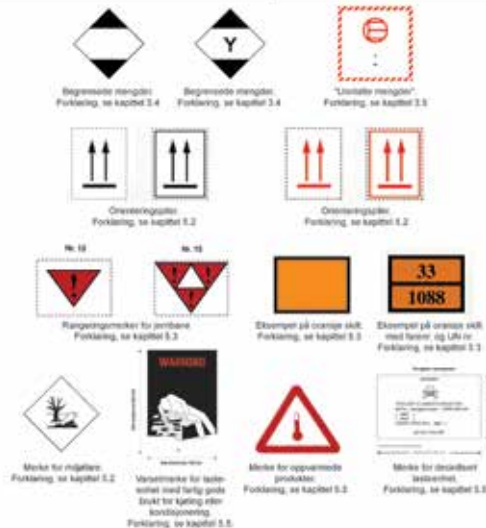 Y
Begrensede mengder.
Forklaring, se kapittel 3.4
Begrensede mengder.
Forklaring, se kapittel 3.4
"Unntatte mengder".
Forklaring, se kapittel 3.5
Orienteringspiler.
Forklaring, se kapittel 5.2
Orienteringspiler.
Forklaring, se kapittel 5.2
Nr. 13
Nr. 15
33
1088
Rangeringsmerker for jernbane.
Forklaring, se kapittel 5.3
Eksempel på oransje skilt.
Forklaring, se kapittel 5.3
Eksempel på oransje skilt
med farenr. og UN-nr.
Forklaring, se kapittel 5.3
WARNING
Merke for miljøfare.
Forklaring, se kapittel 5.2
Varselmerke for laste-
enhet med farlig gods
brukt for kjøling eller
kondisjonering.
Forklaring, se kapittel 5.5.
Merke for oppvarmede
produkter.
Forklaring, se kapittel 5.3
Merke for desinfisert
lasteenhet.
Forklaring, se kapittel 5.5